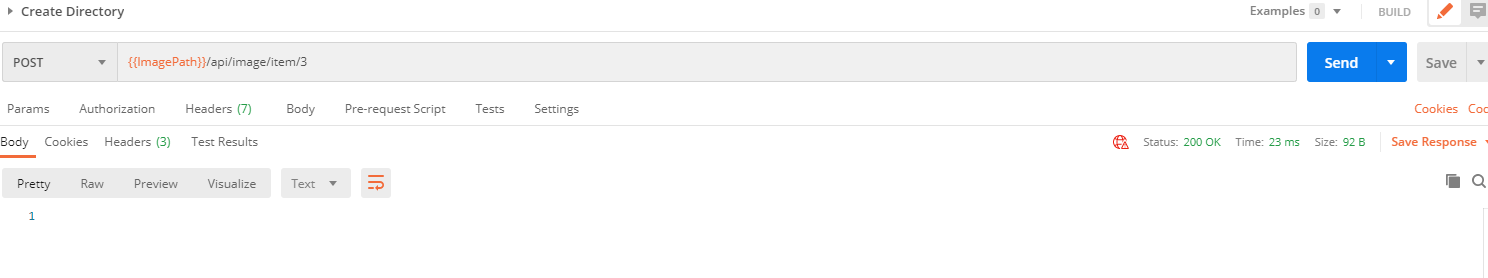 Create Directory Examples 0 BUILD
POST {{ImagePath}}/api/image/item/3 Send Save
Params Authorization Headers (7) Body Pre-request Script Tests Settings Cookies Coc
Body Cookies Headers (3) Test Results Status: 200 OK Time: 23 ms Size: 92 B Save Response
Pretty Raw Preview Visualize Text
1